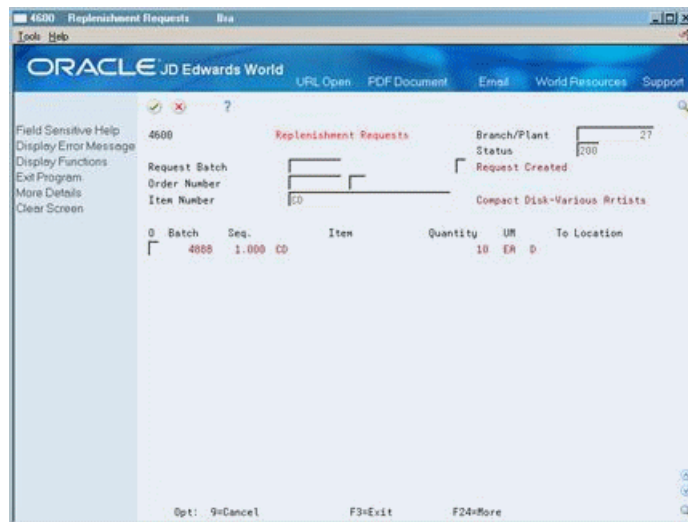 4600 Replenishment Requests
Tools Help
ORACLE JD Edwards World
URL Open PDF Document Email World Resources Support
Field Sensitive Help
Display Error Message
Display Functions
Exit Program
More Details
Clear Screen
?
4600 Replenishment Requests Branch/Plant 27
Status 200
Request Batch Request Created
Order Number
Item Number CD Compact Disk-Various Artists
O Batch Seq. Item Quantity UM To Location
4088 1.000 CD 10 EA D
Opt: 9=Cancel F3=Exit F24=More